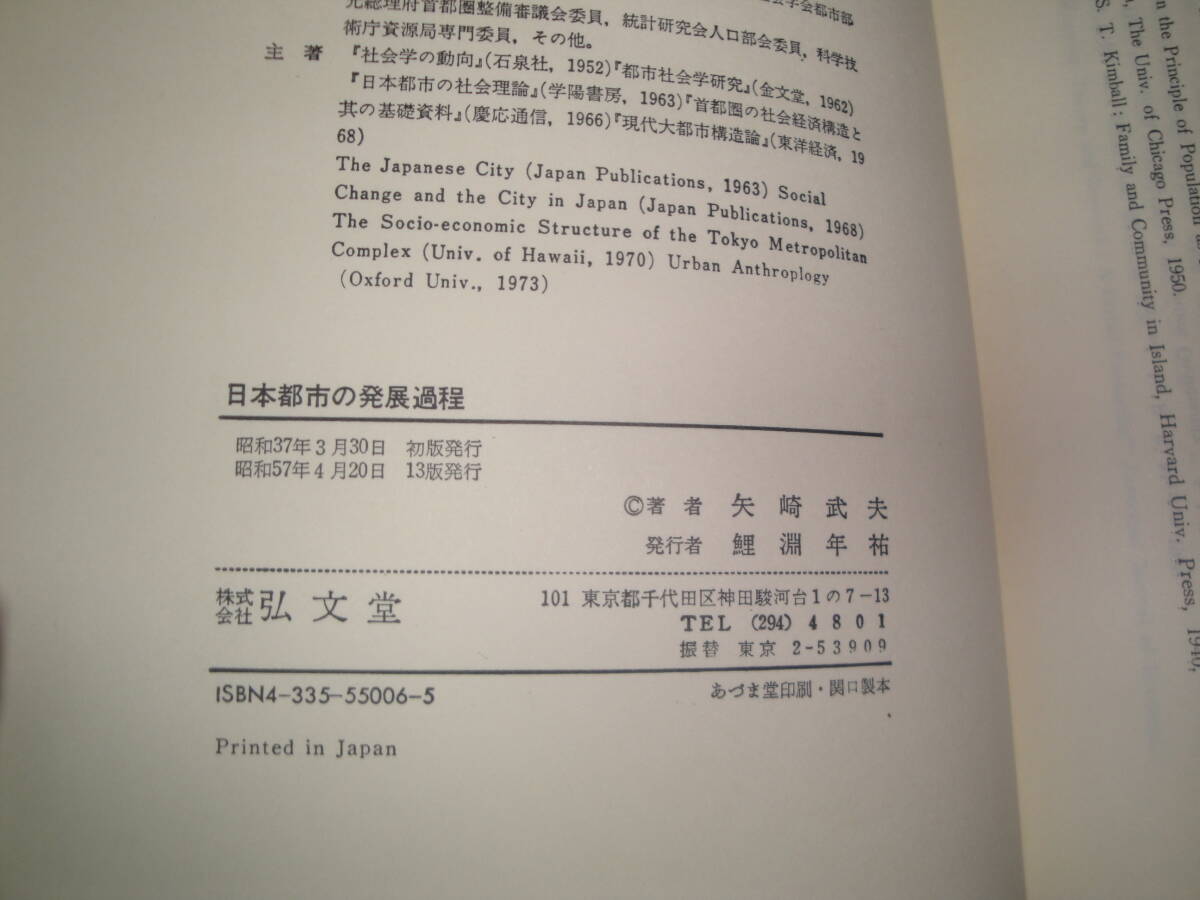 元総理府首都圏整備審議会委員，統計研究会人口部会委員，科学技
術庁資源局専門委員，その他。
主著 『社会学の動向』(石泉社，1952)『都市社会学研究』(金文堂，1962)
『日本都市の社会理論』(学陽書房，1963)『首都圏の社会経済構造と
其の基礎資料』(慶応通信，1966)『現代大都市構造論』(東洋経済，19
68)
The Japanese City (Japan Publications, 1963) Social
Change and the City in Japan (Japan Publications, 1968)
The Socio-economic Structure of the Tokyo Metropolitan
Complex (Univ. of Hawaii, 1970) Urban Anthroplogy
(Oxford Univ., 1973)
日本都市の発展過程
昭和37年3月30日 初版発行
昭和57年4月20日 13版発行
©著者 矢崎武夫
発行者 鯉淵年祐
株式会社 弘文堂
101 東京都千代田区神田駿河台1の7-13
TEL (294) 4801
振替 東京 2-53909
ISBN4-335-55006-5
あづま堂印刷・関口製本
Printed in Japan
n the Principle of Population
The Univ. of Chicago Press, 1950.
S. T. Kimball: Family and Community in Island, Harvard Univ. Press, 1940,